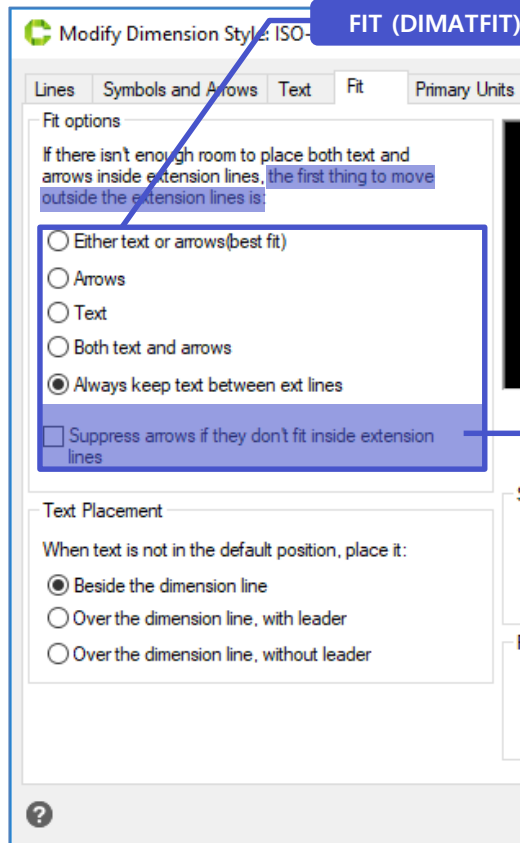 FIT (DIMATFIT)
Modify Dimension Style: ISO-
Lines Symbols and Arrows Text Fit Primary Units
Fit options
If there isn't enough room to place both text and
arrows inside extension lines, the first thing to move
outside the extension lines is:
Either text or arrows(best fit)
Arrows
Text
Both text and arrows
Always keep text between ext lines
Suppress arrows if they don't fit inside extension
lines
Text Placement
When text is not in the default position, place it:
Beside the dimension line
Over the dimension line, with leader
Over the dimension line, without leader